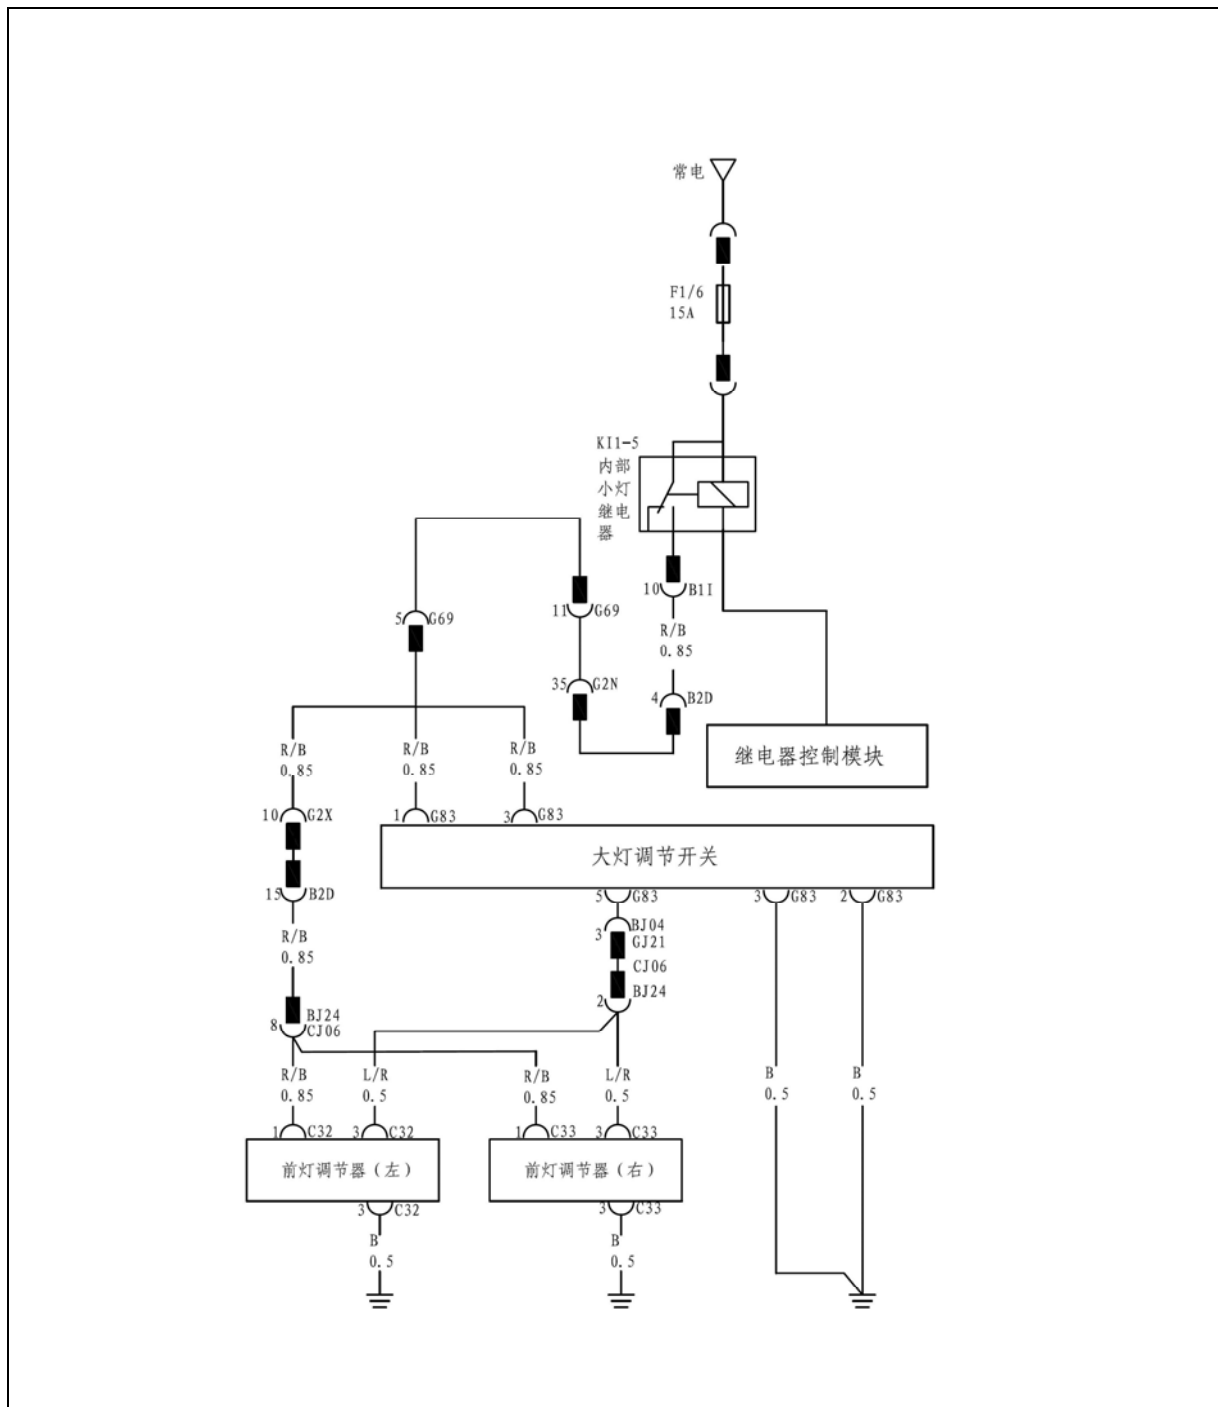 常电
F1/6
15A
KI1-5
内部
小灯
继电
器
10 B1I
5 G69
11 G69
R/B
0.85
35 G2N
4 B2D
R/B
0.85
R/B
0.85
R/B
0.85
继电器控制模块
10 G2X
1 G83
3 G83
大灯调节开关
15 B2D
5 G83
3 G83
2 G83
3 BJ04
GJ21
R/B
0.85
CJ06
2 BJ24
8 BJ24
CJ06
R/B
0.85
L/R
0.5
R/B
0.85
L/R
0.5
B
0.5
B
0.5
1 C32
3 C32
1 C33
3 C33
前灯调节器（左）
前灯调节器（右）
3 C32
3 C33
B
0.5
B
0.5